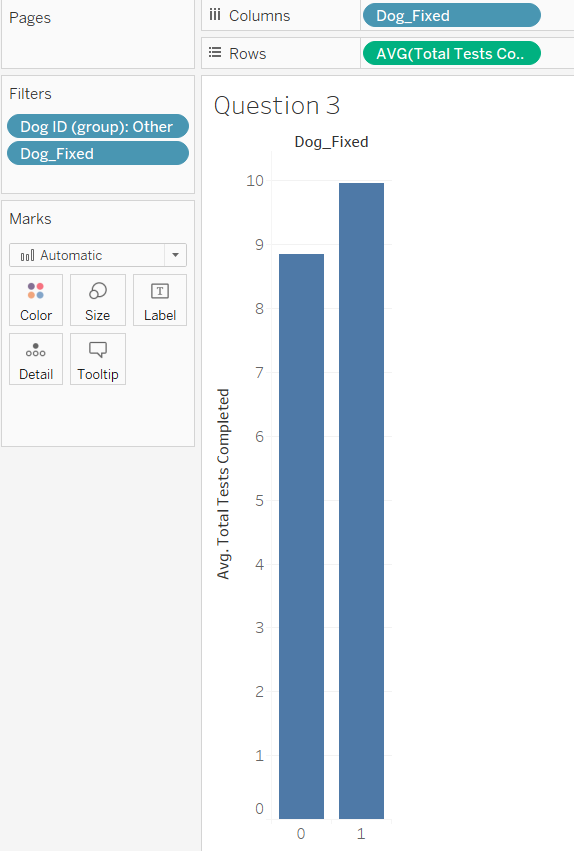 Pages
Columns
Dog_Fixed
Rows
AVG(Total Tests Co..
Filters
Dog ID (group): Other
Dog_Fixed
Marks
Automatic
Color
Size
Label
Detail
Tooltip
Question 3
Dog_Fixed
Avg. Total Tests Completed
10
9
8
7
6
5
4
3
2
1
0
0
1